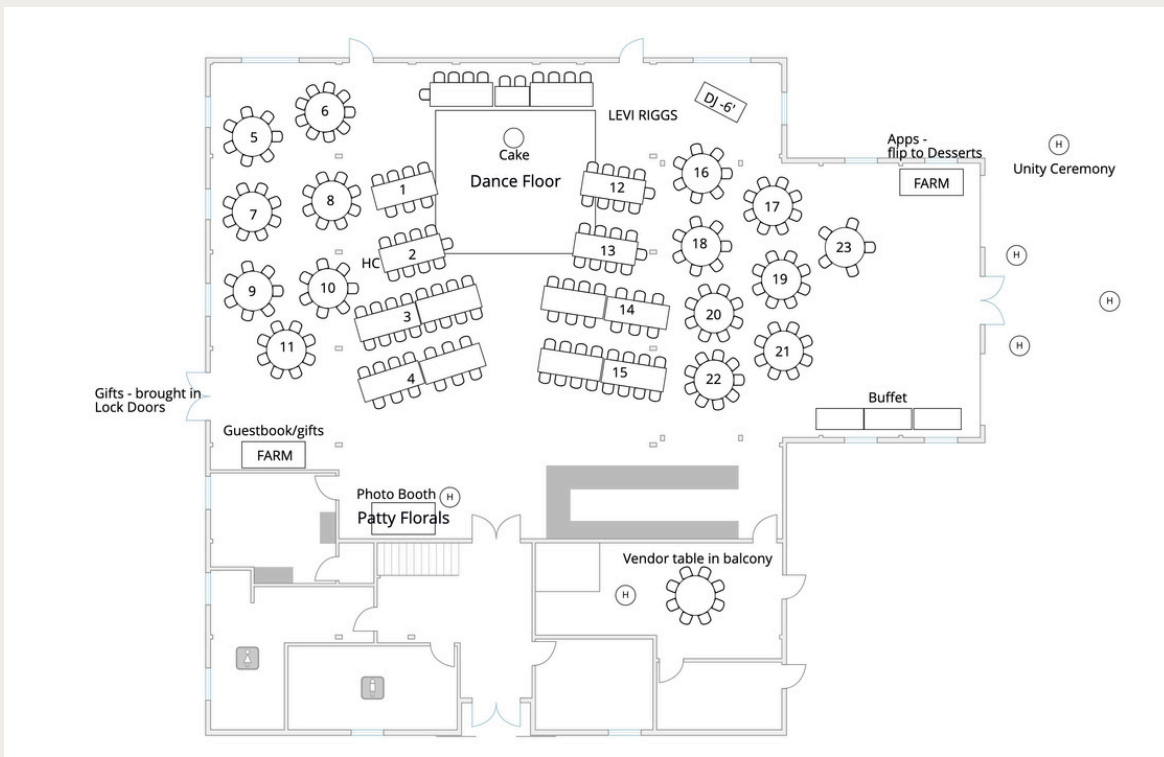 6
5
DJ -6'
LEVI RIGGS
Cake
Dance Floor
Apps -
flip to Desserts
FARM
H
Unity Ceremony
7
8
1
12
16
17
HC
2
13
18
23
H
9
10
3
14
19
20
H
11
4
15
21
22
H
Gifts - brought in
Lock Doors
Buffet
Guestbook/gifts
FARM
Photo Booth
H
Patty Florals
Vendor table in balcony
H